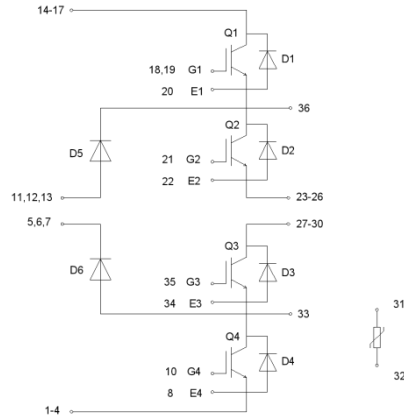 14-17
Q1
18,19 G1
D1
20 E1
36
Q2
D5
21 G2
D2
22 E2
11,12,13
23-26
5,6,7
27-30
Q3
D6
35 G3
D3
34 E3
33
31
Q4
10 G4
D4
8 E4
32
1-4